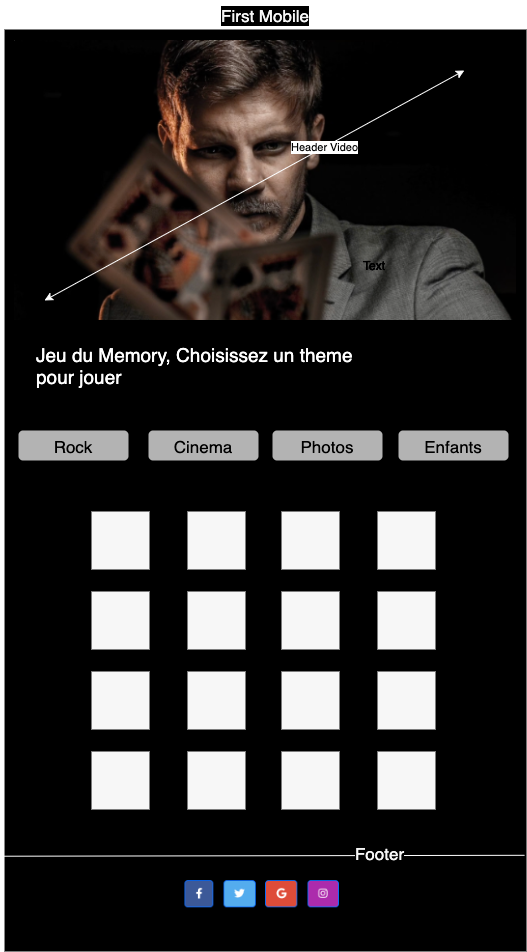 First Mobile
Header Video
Text
Jeu du Memory, Choisissez un theme
pour jouer
Rock
Cinema
Photos
Enfants
Footer